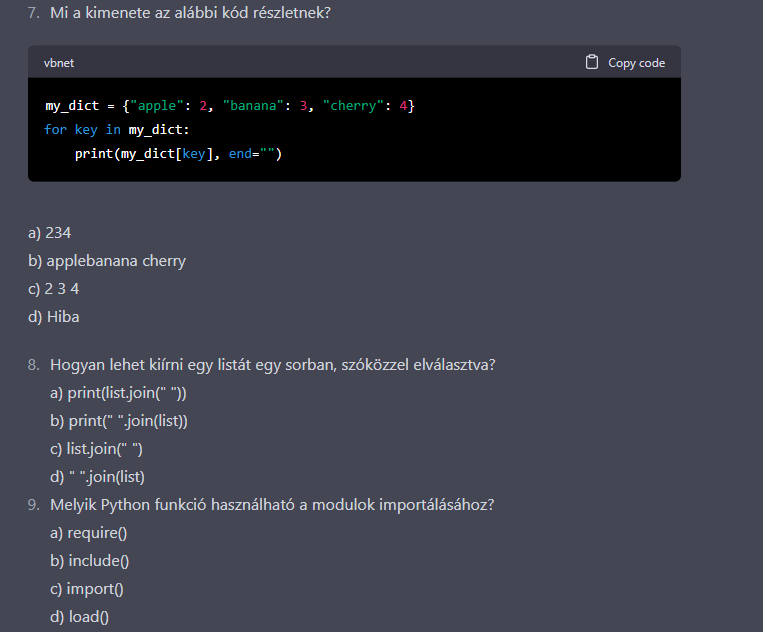 7. Mi a kimenete az alábbi kód részletnek?
vbnet Copy code
my_dict = {"apple": 2, "banana": 3, "cherry": 4}
for key in my_dict:
    print(my_dict[key], end="")
a) 234
b) applebanana cherry
c) 2 3 4
d) Hiba
8. Hogyan lehet kiírni egy listát egy sorban, szóközzel elválasztva?
a) print(list.join(" "))
b) print(" ".join(list))
c) list.join(" ")
d) " ".join(list)
9. Melyik Python funkció használható a modulok importálásához?
a) require()
b) include()
c) import()
d) load()